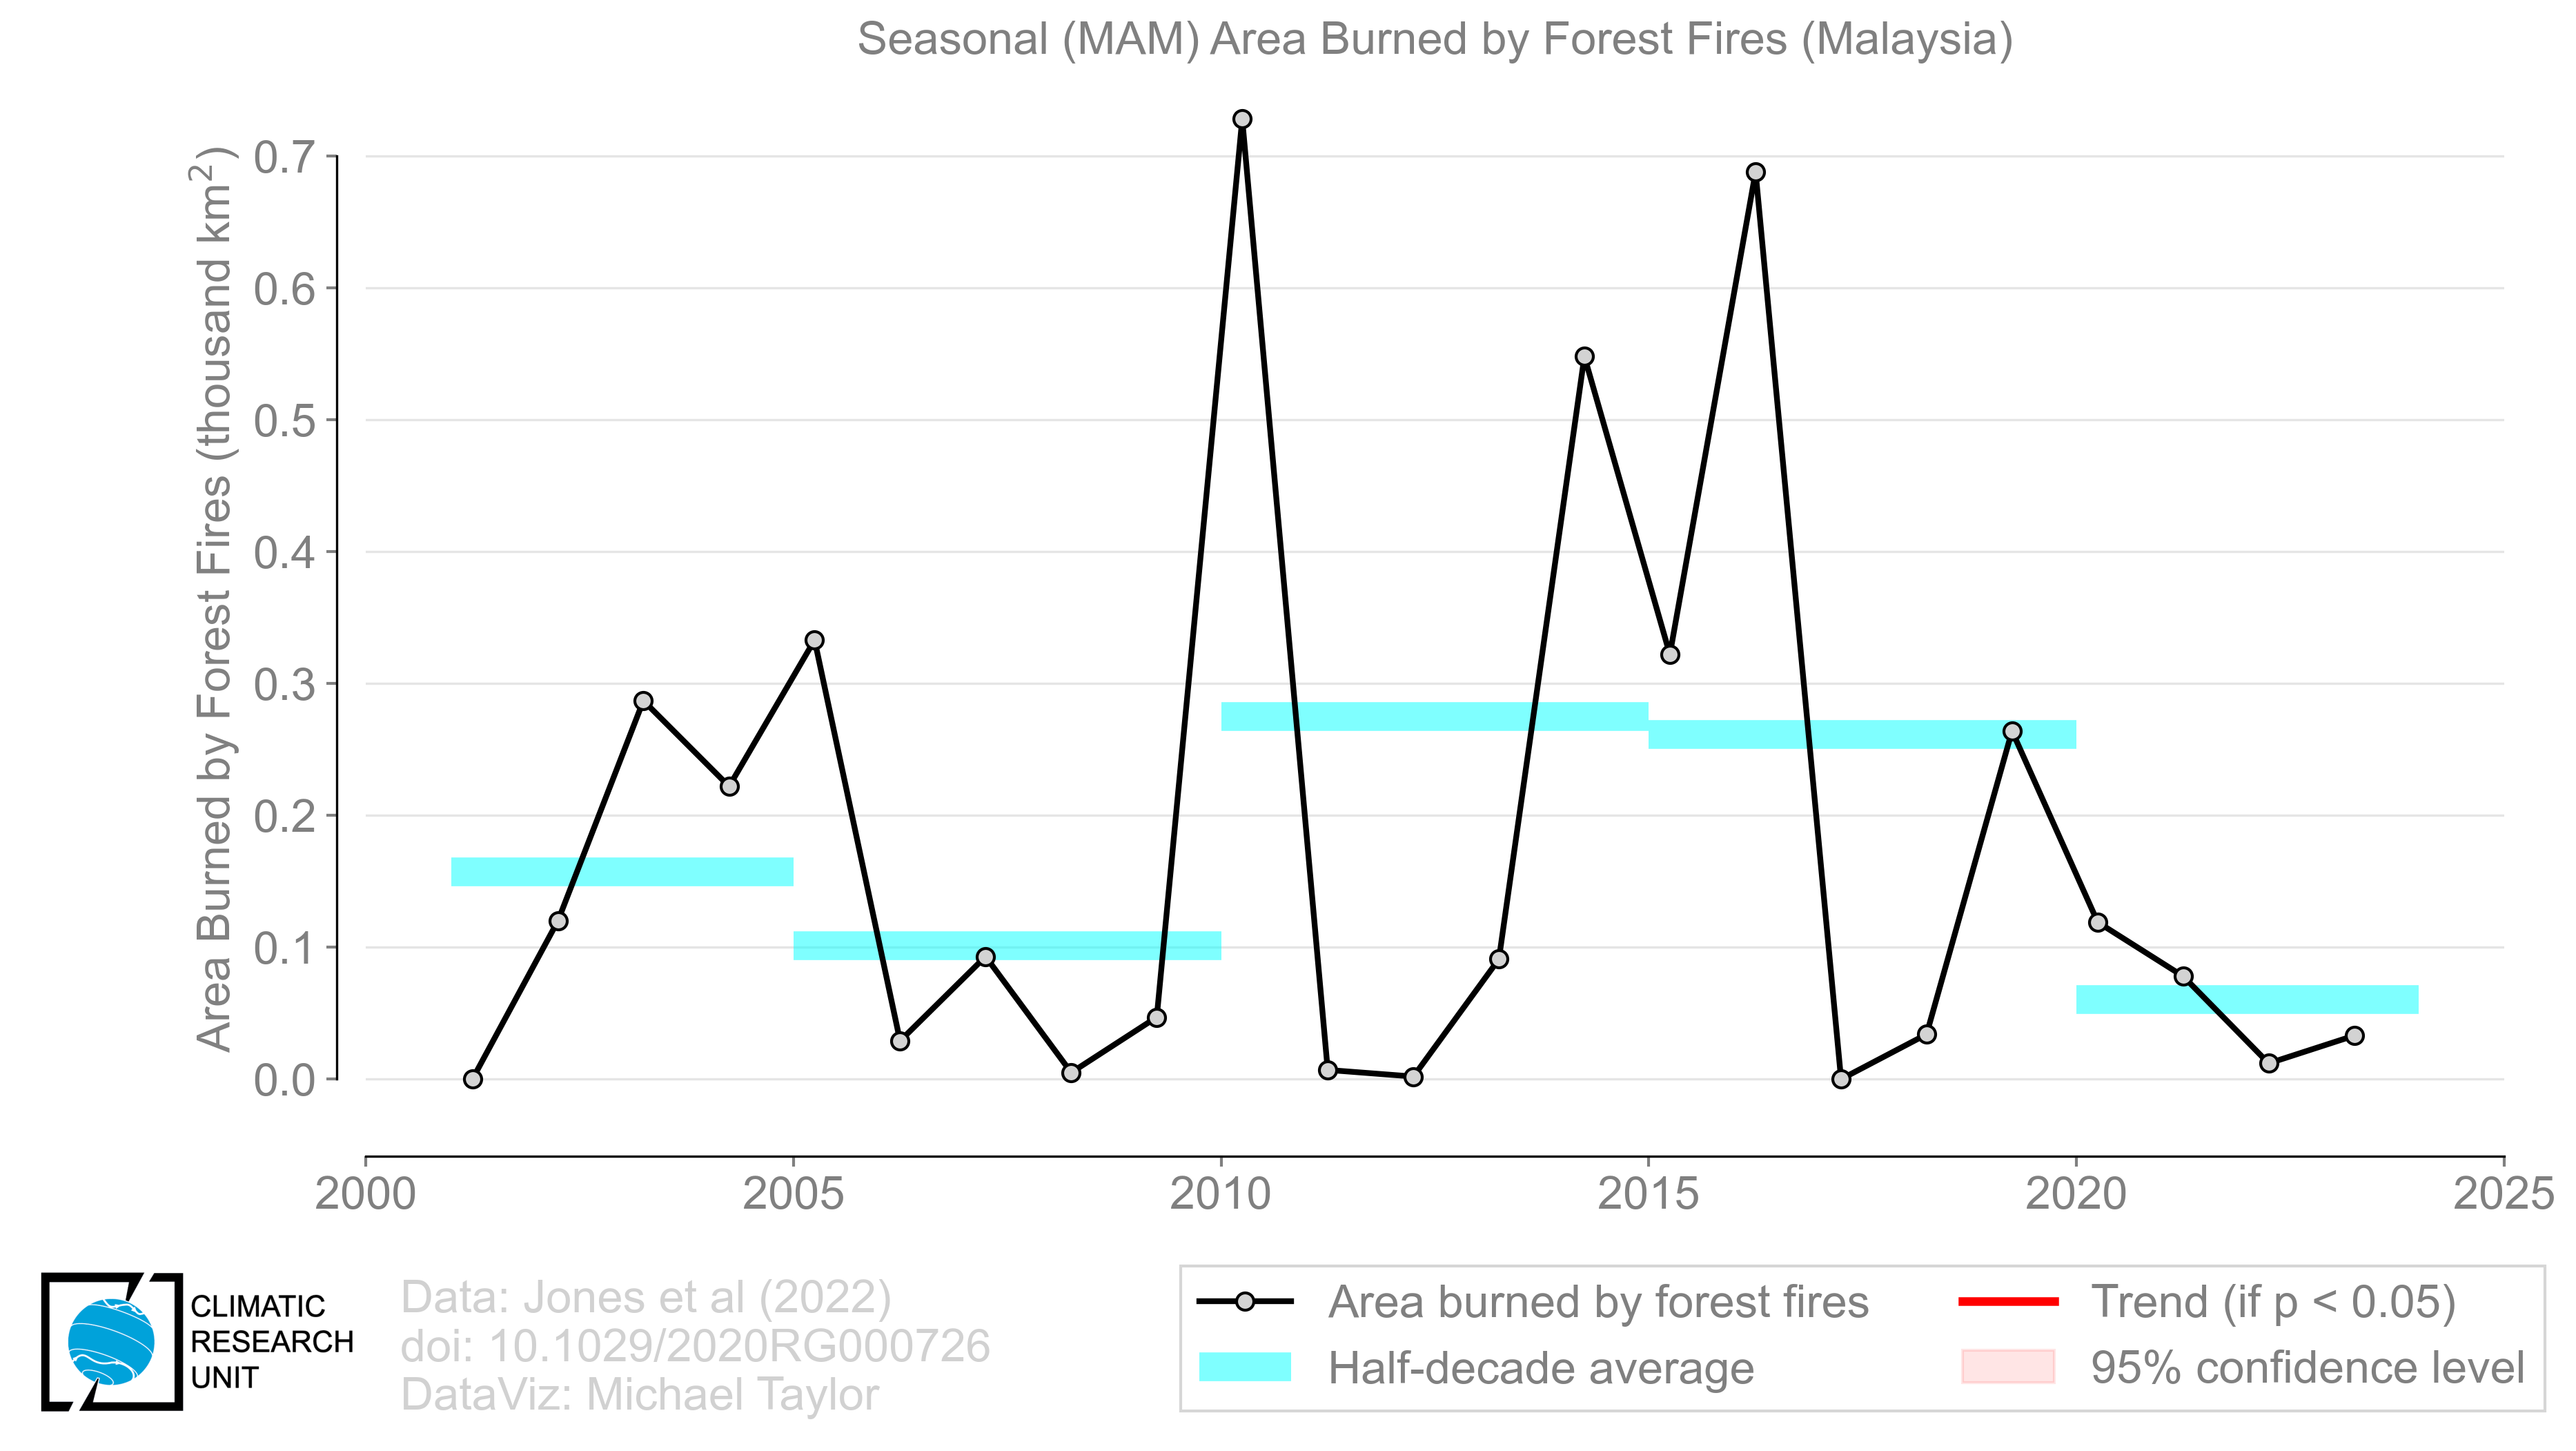 Seasonal (MAM) Area Burned by Forest Fires (Malaysia)
Area Burned by Forest Fires (thousand km²)
0.7
0.6
0.5
0.4
0.3
0.2
0.1
0.0
2000 2005 2010 2015 2020 2025
CLIMATIC
RESEARCH
UNIT
Data: Jones et al (2022)
doi: 10.1029/2020RG000726
DataViz: Michael Taylor
Area burned by forest fires
Half-decade average
Trend (if p < 0.05)
95% confidence level